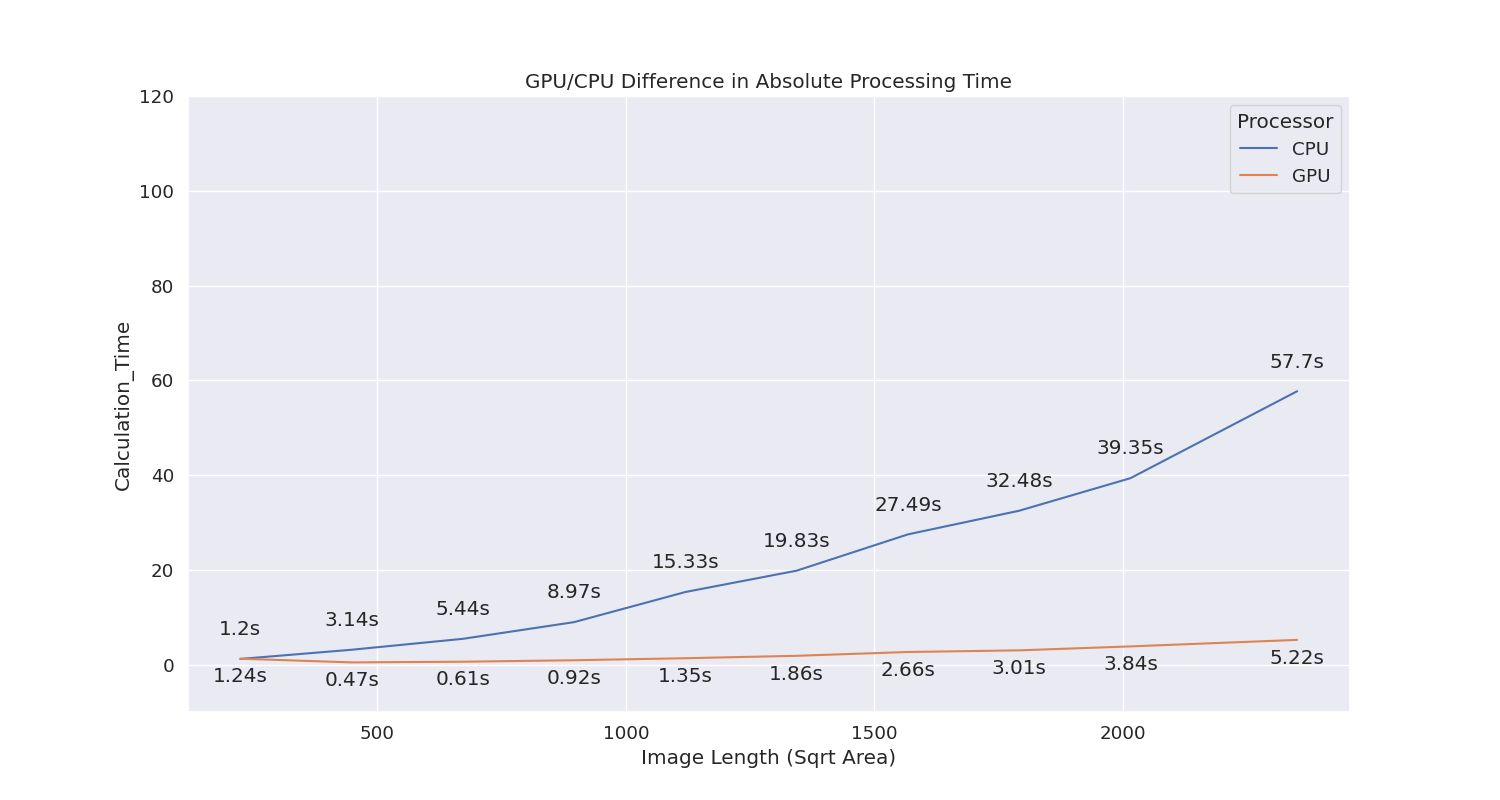 GPU/CPU Difference in Absolute Processing Time
120
100
80
60
40
20
0
Calculation_Time
Processor
CPU
GPU
57.7s
39.35s
32.48s
27.49s
19.83s
15.33s
8.97s
5.44s
3.14s
1.2s
1.24s
0.47s
0.61s
0.92s
1.35s
1.86s
2.66s
3.01s
3.84s
5.22s
500
1000
1500
2000
Image Length (Sqrt Area)